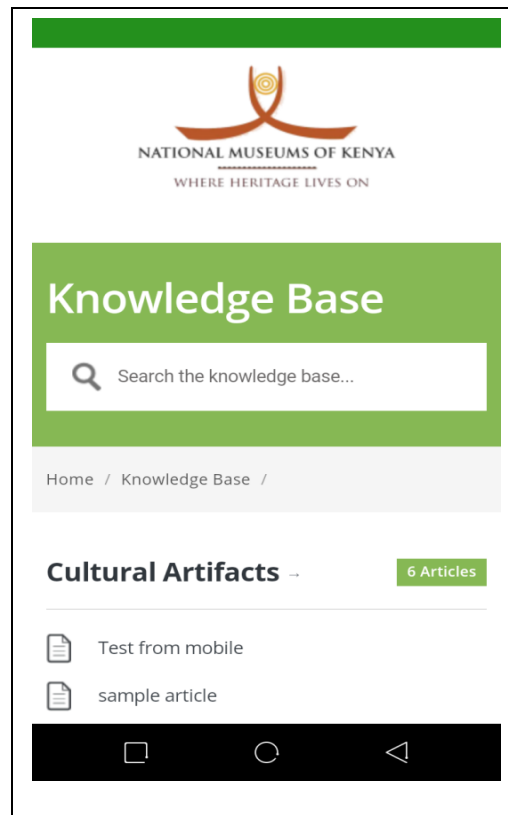 NATIONAL MUSEUMS OF KENYA
WHERE HERITAGE LIVES ON
Knowledge Base
Search the knowledge base...
Home / Knowledge Base /
Cultural Artifacts → 6 Articles
Test from mobile
sample article